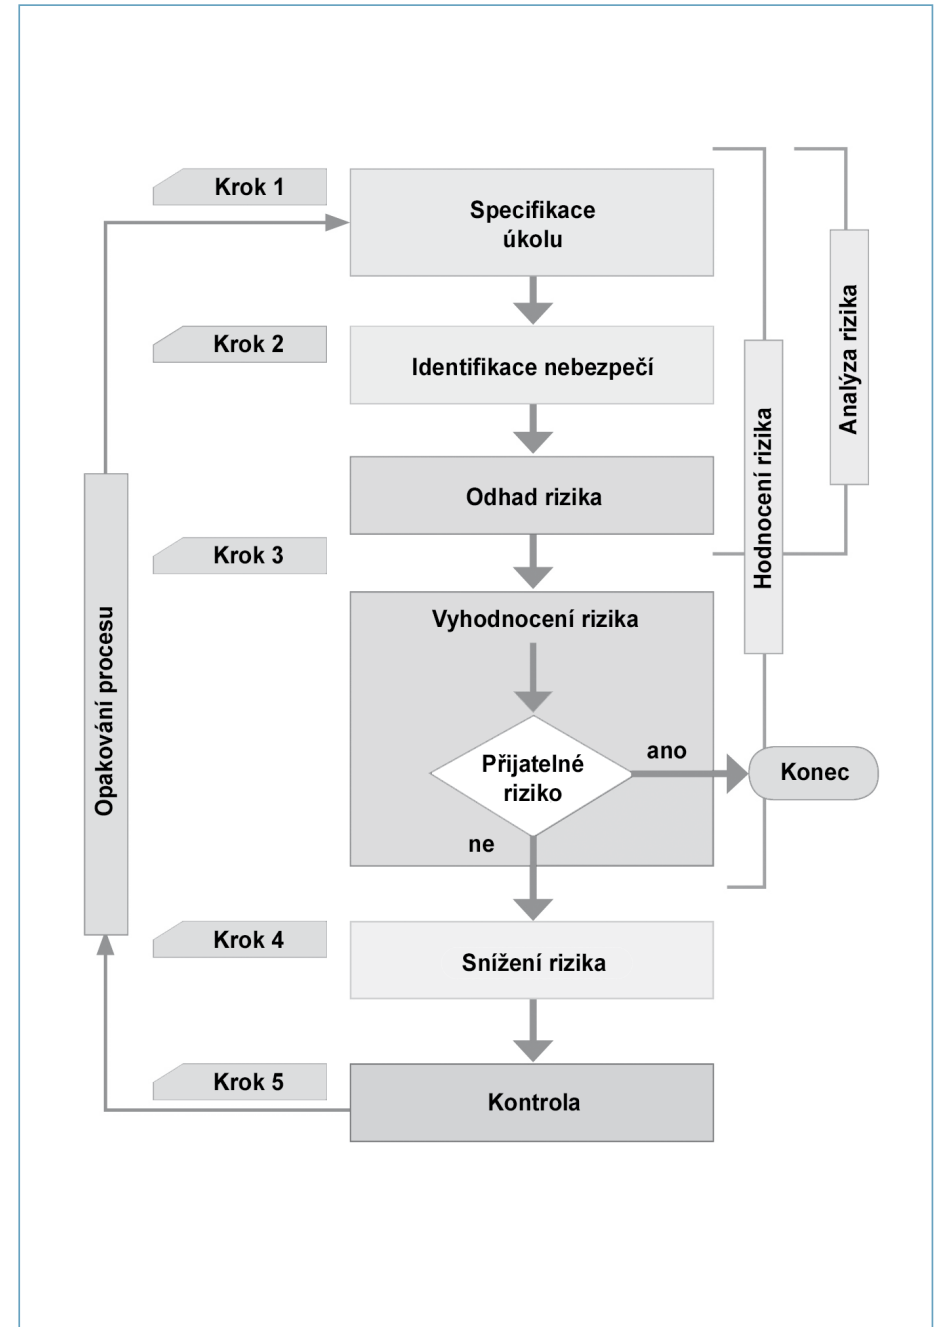 Krok 1
Specifikace
úkolu
Krok 2
Identifikace nebezpečí
Odhad rizika
Krok 3
Vyhodnocení rizika
Přijatelné
riziko
ano
Konec
ne
Krok 4
Snížení rizika
Krok 5
Kontrola
Opakování procesu
Hodnocení rizika
Analýza rizika